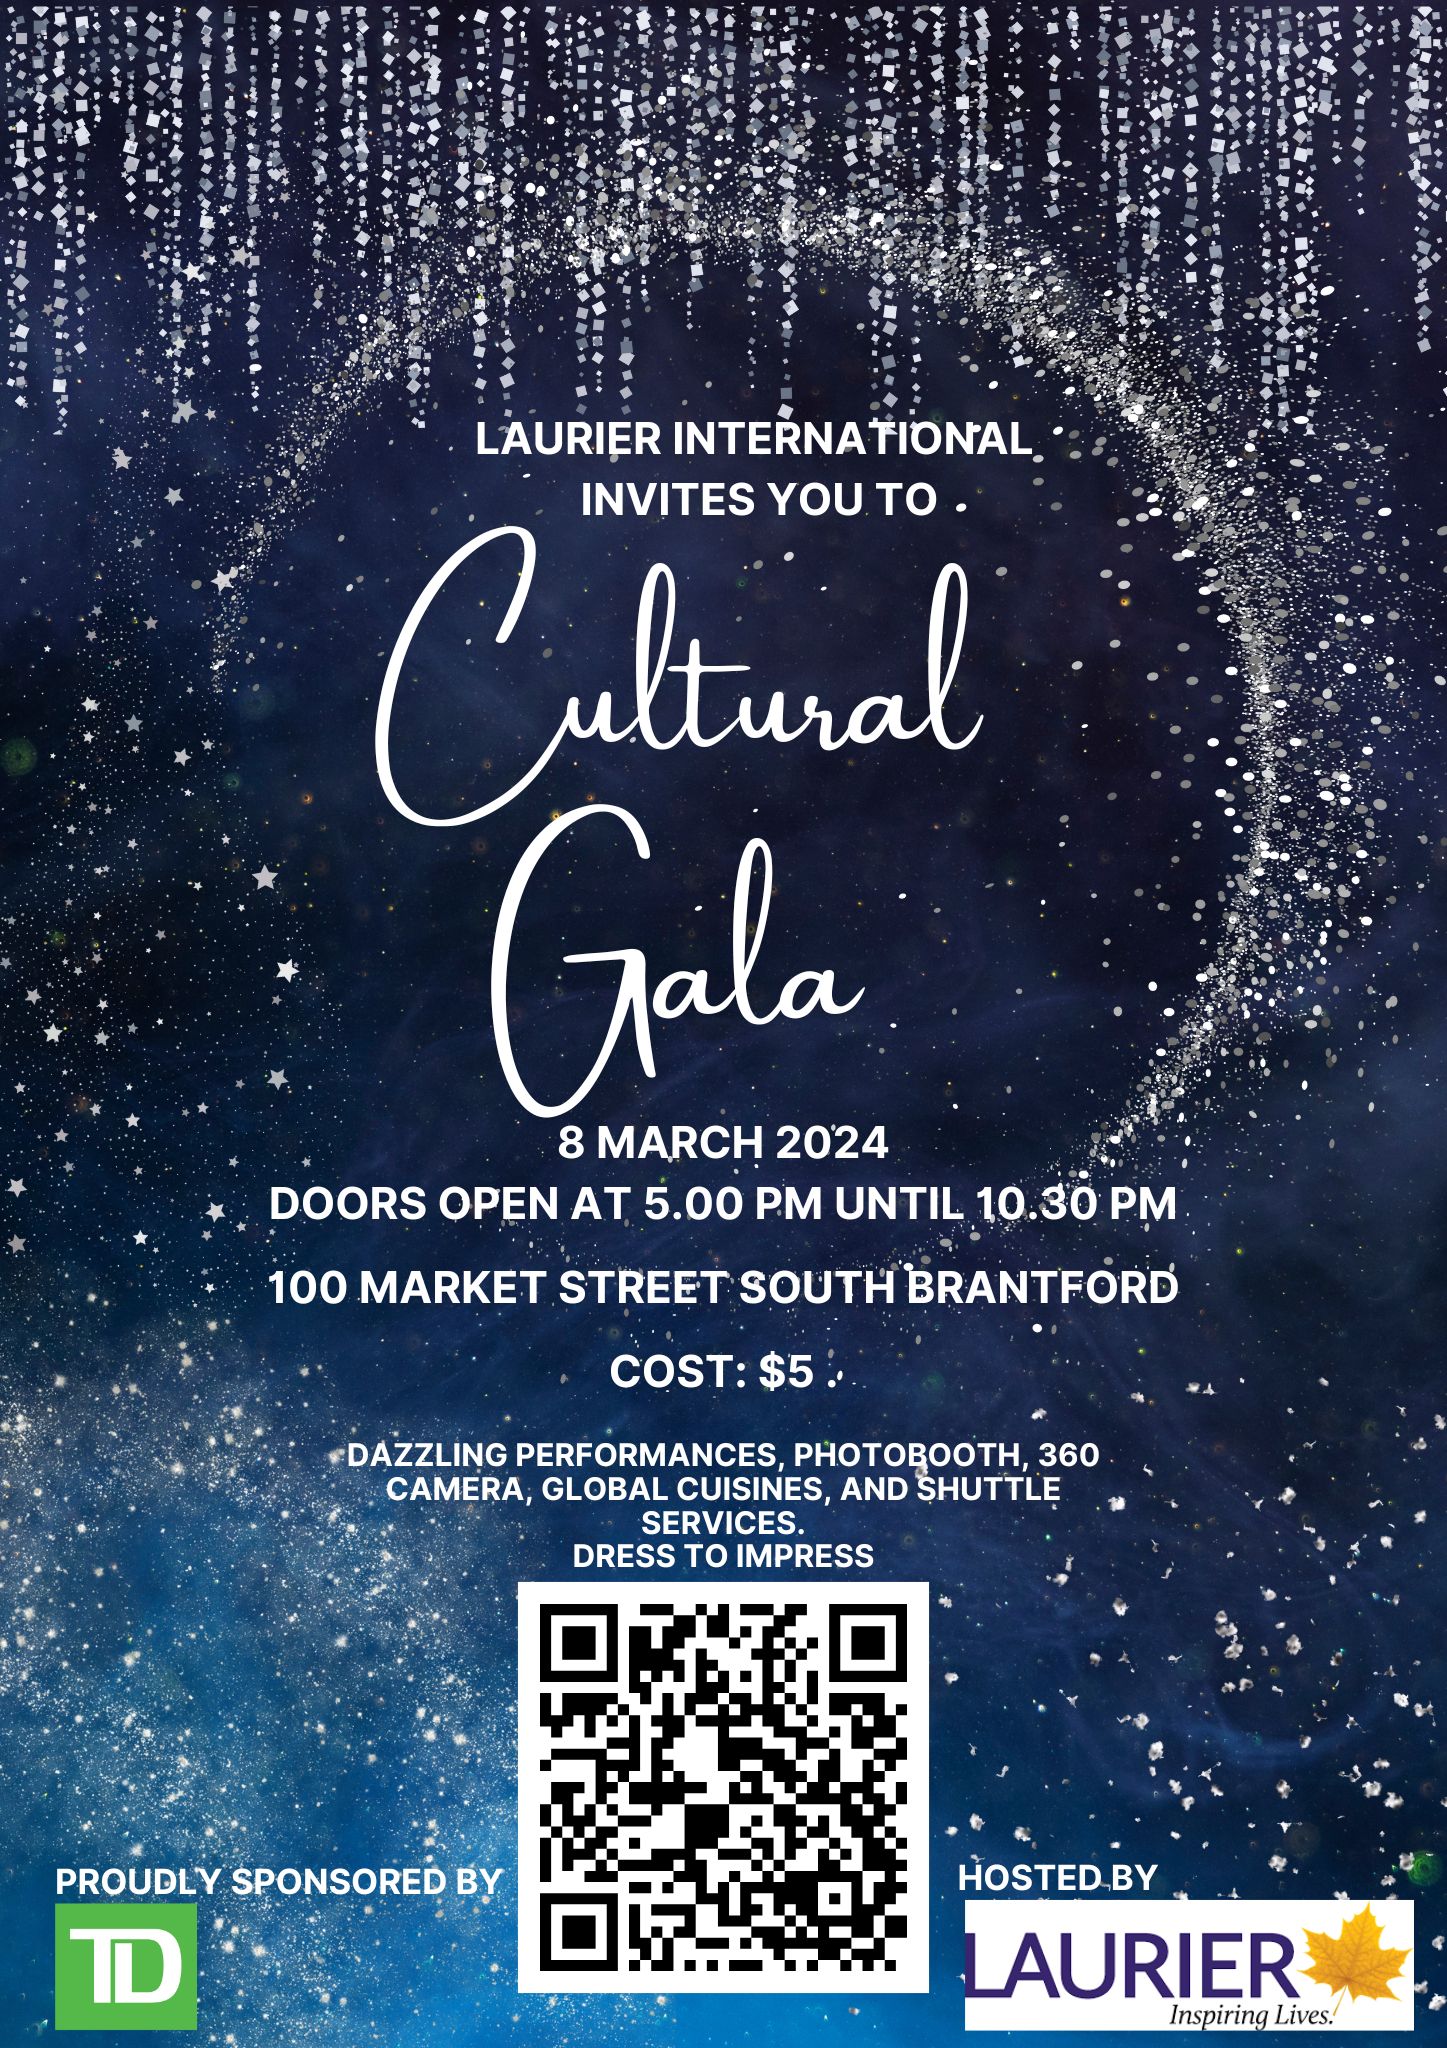 LAURIER INTERNATIONAL
INVITES YOU TO
Cultural
Gala
8 MARCH 2024
DOORS OPEN AT 5.00 PM UNTIL 10.30 PM
100 MARKET STREET SOUTH BRANTFORD
COST: $5
DAZZLING PERFORMANCES, PHOTOBOOTH, 360
CAMERA, GLOBAL CUISINES, AND SHUTTLE
SERVICES.
DRESS TO IMPRESS
PROUDLY SPONSORED BY
TD
HOSTED BY
LAURIER
Inspiring Lives.